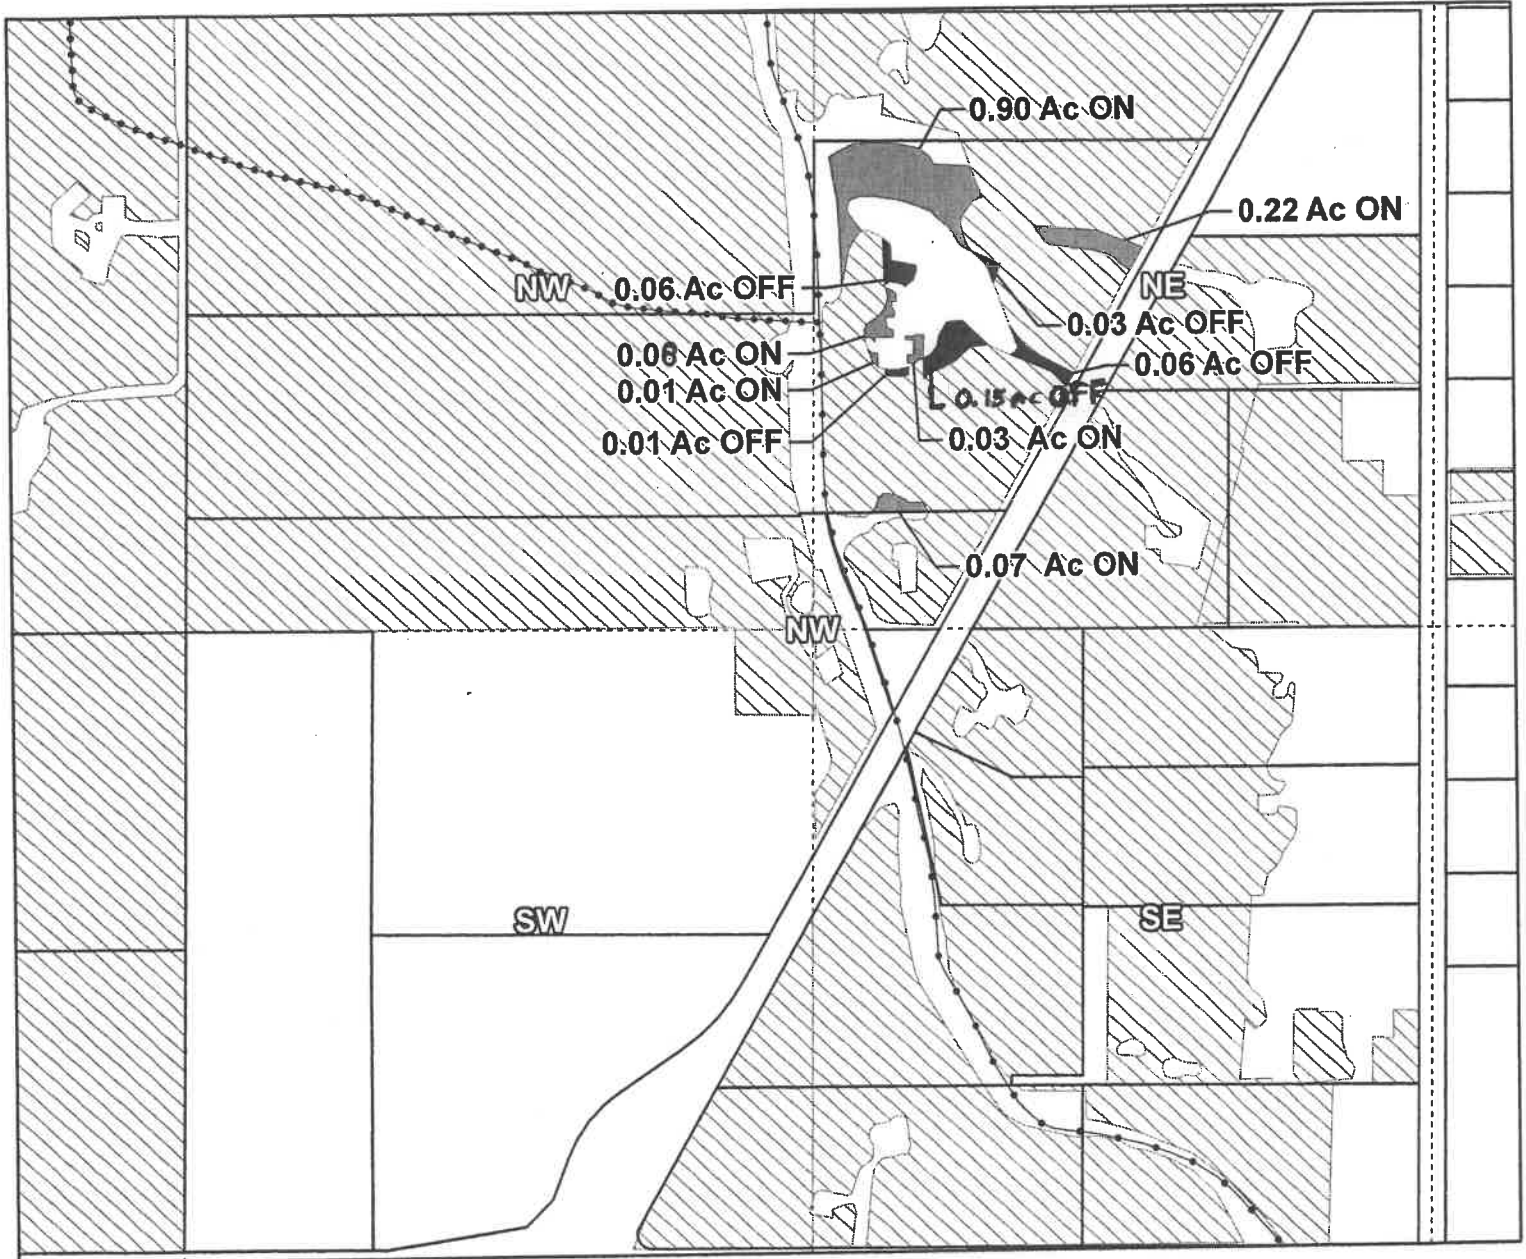 0.90 Ac ON
0.22 Ac ON
NW
0.06 Ac OFF
NE
0.03 Ac OFF
Ac ON
0.06 Ac OFF
0.01 Ac ON
0.15 Ac OFF
0.01 Ac OFF
0.03 Ac ON
0.07 Ac ON
NW
SW
SE